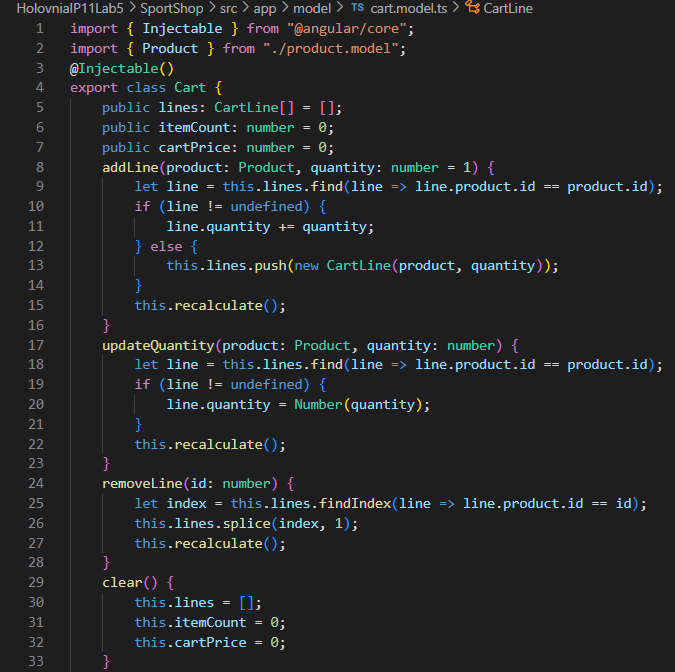 HolovniaIP11Lab5 > SportShop > src > app > model > TS cart.model.ts > CartLine
1 import { Injectable } from "@angular/core";
2 import { Product } from "./product.model";
3 @Injectable()
4 export class Cart {
5 public lines: CartLine[] = [];
6 public itemCount: number = 0;
7 public cartPrice: number = 0;
8 addLine(product: Product, quantity: number = 1) {
9 let line = this.lines.find(line => line.product.id == product.id);
10 if (line != undefined) {
11 line.quantity += quantity;
12 } else {
13 this.lines.push(new CartLine(product, quantity));
14 }
15 this.recalculate();
16 }
17 updateQuantity(product: Product, quantity: number) {
18 let line = this.lines.find(line => line.product.id == product.id);
19 if (line != undefined) {
20 line.quantity = Number(quantity);
21 }
22 this.recalculate();
23 }
24 removeLine(id: number) {
25 let index = this.lines.findIndex(line => line.product.id == id);
26 this.lines.splice(index, 1);
27 this.recalculate();
28 }
29 clear() {
30 this.lines = [];
31 this.itemCount = 0;
32 this.cartPrice = 0;
33 }